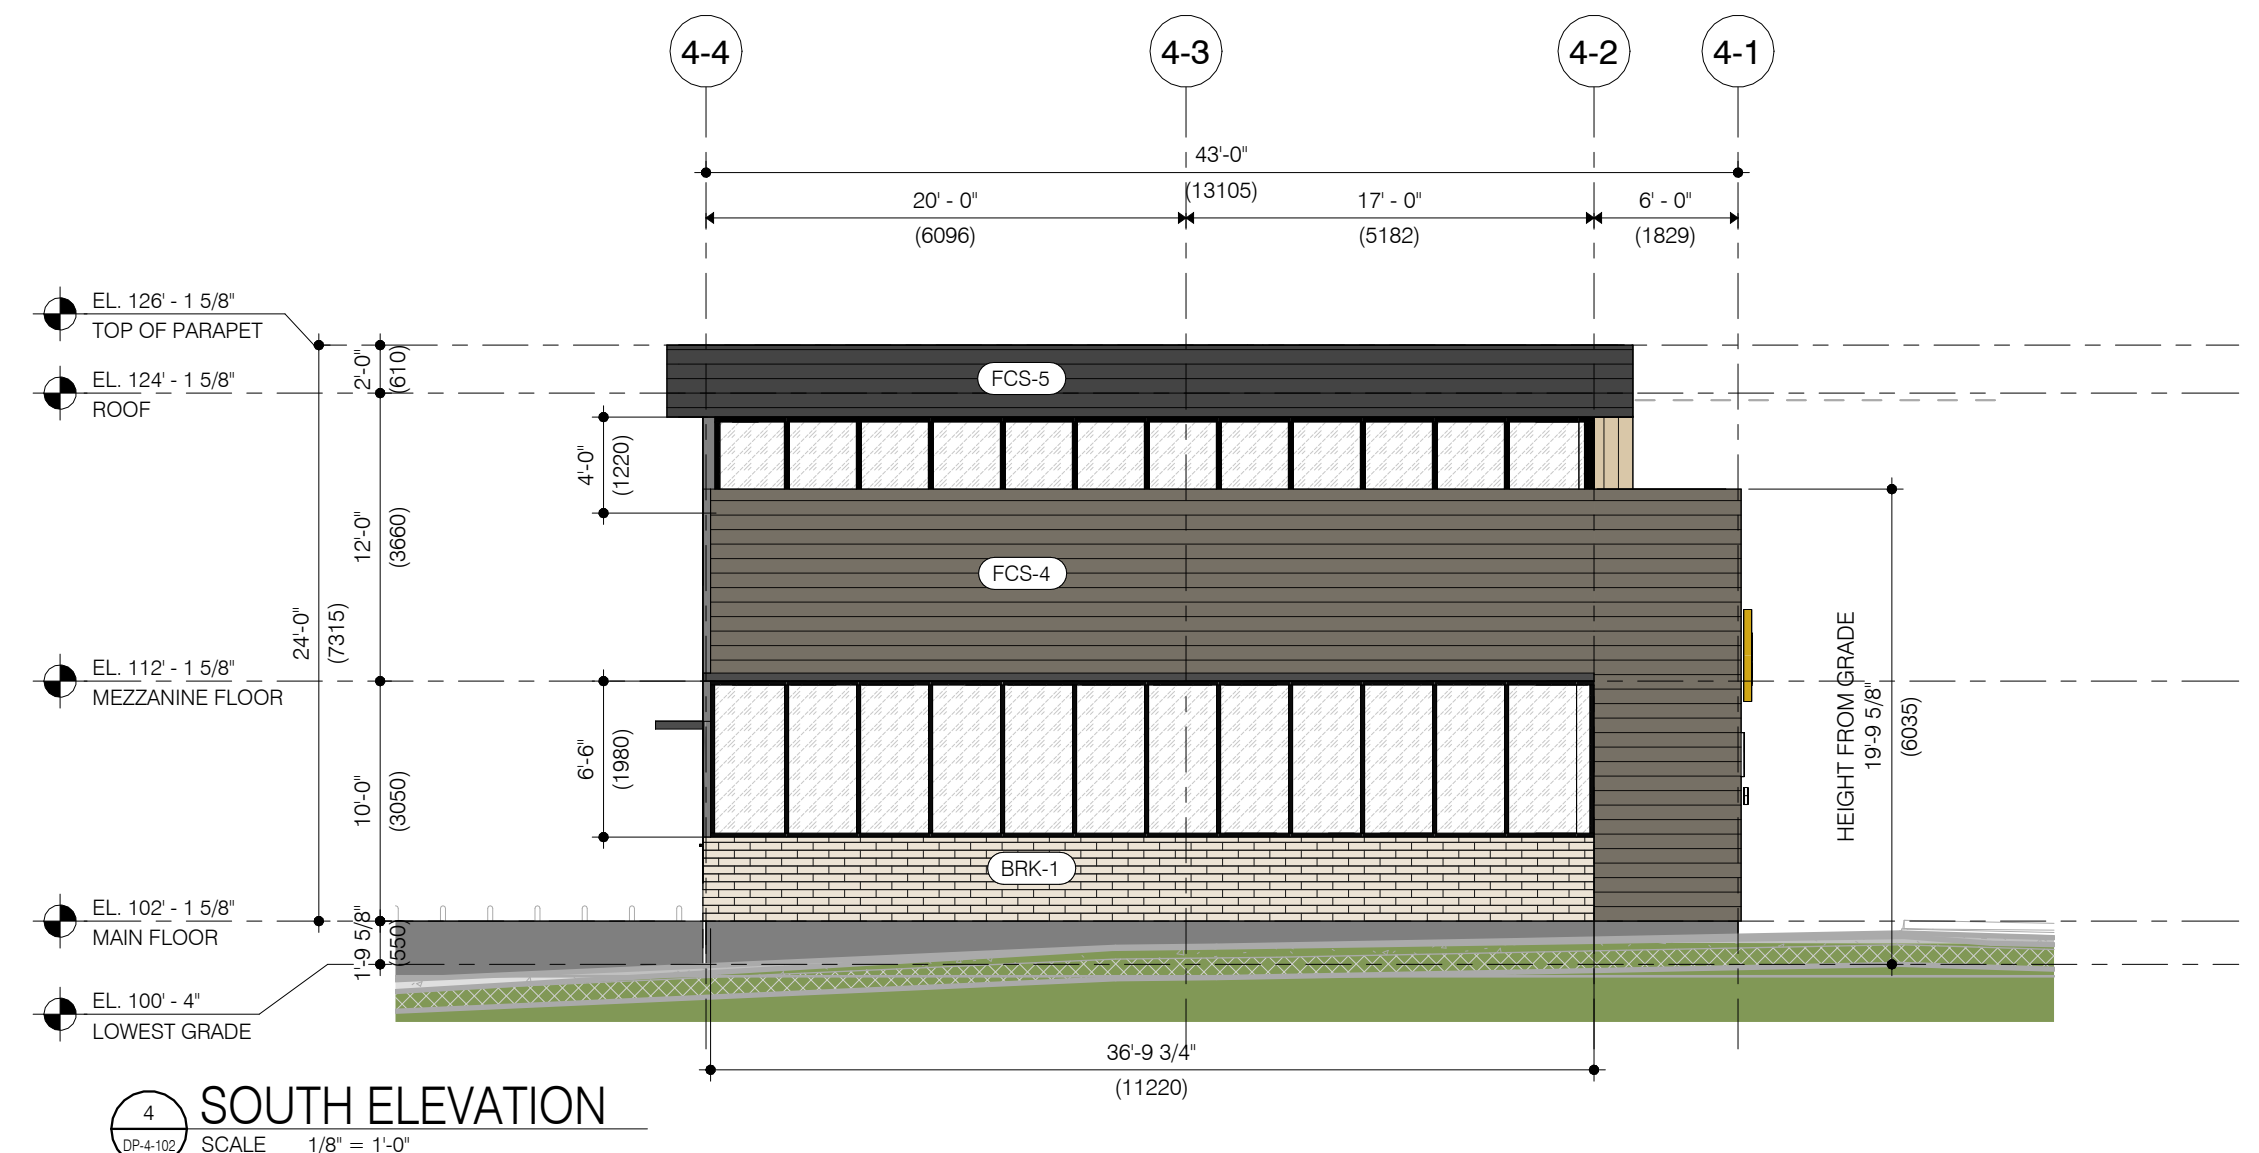 4-4
4-3
4-2
4-1
43'-0"
(13105)
20' - 0"
(6096)
17' - 0"
(5182)
6' - 0"
(1829)
EL. 126' - 1 5/8"
TOP OF PARAPET
EL. 124' - 1 5/8"
ROOF
2'-0"
(610)
FCS-5
4'-0"
(1220)
12'-0"
(3660)
FCS-4
24'-0"
(7315)
EL. 112' - 1 5/8"
MEZZANINE FLOOR
HEIGHT FROM GRADE
19'-9 5/8"
(6035)
6'-6"
(1980)
10'-0"
(3050)
BRK-1
EL. 102' - 1 5/8"
MAIN FLOOR
1'-9 5/8"
(550)
EL. 100' - 4"
LOWEST GRADE
36'-9 3/4"
(11220)
4
DP-4-102
SOUTH ELEVATION
SCALE 1/8" = 1'-0"